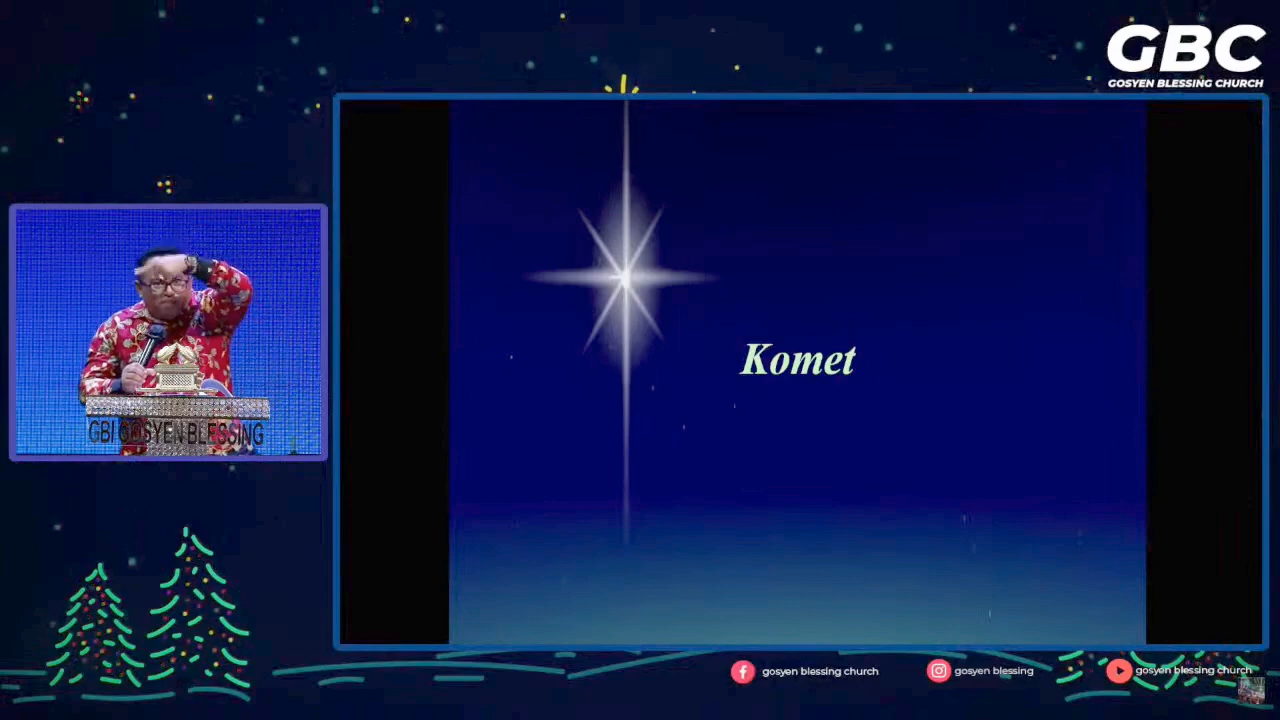 GBC
GOSYEN BLESSING CHURCH
Komet
GBI GOSYEN BLESSING
gosyen blessing church
gosyen blessing
gosyen blessing church